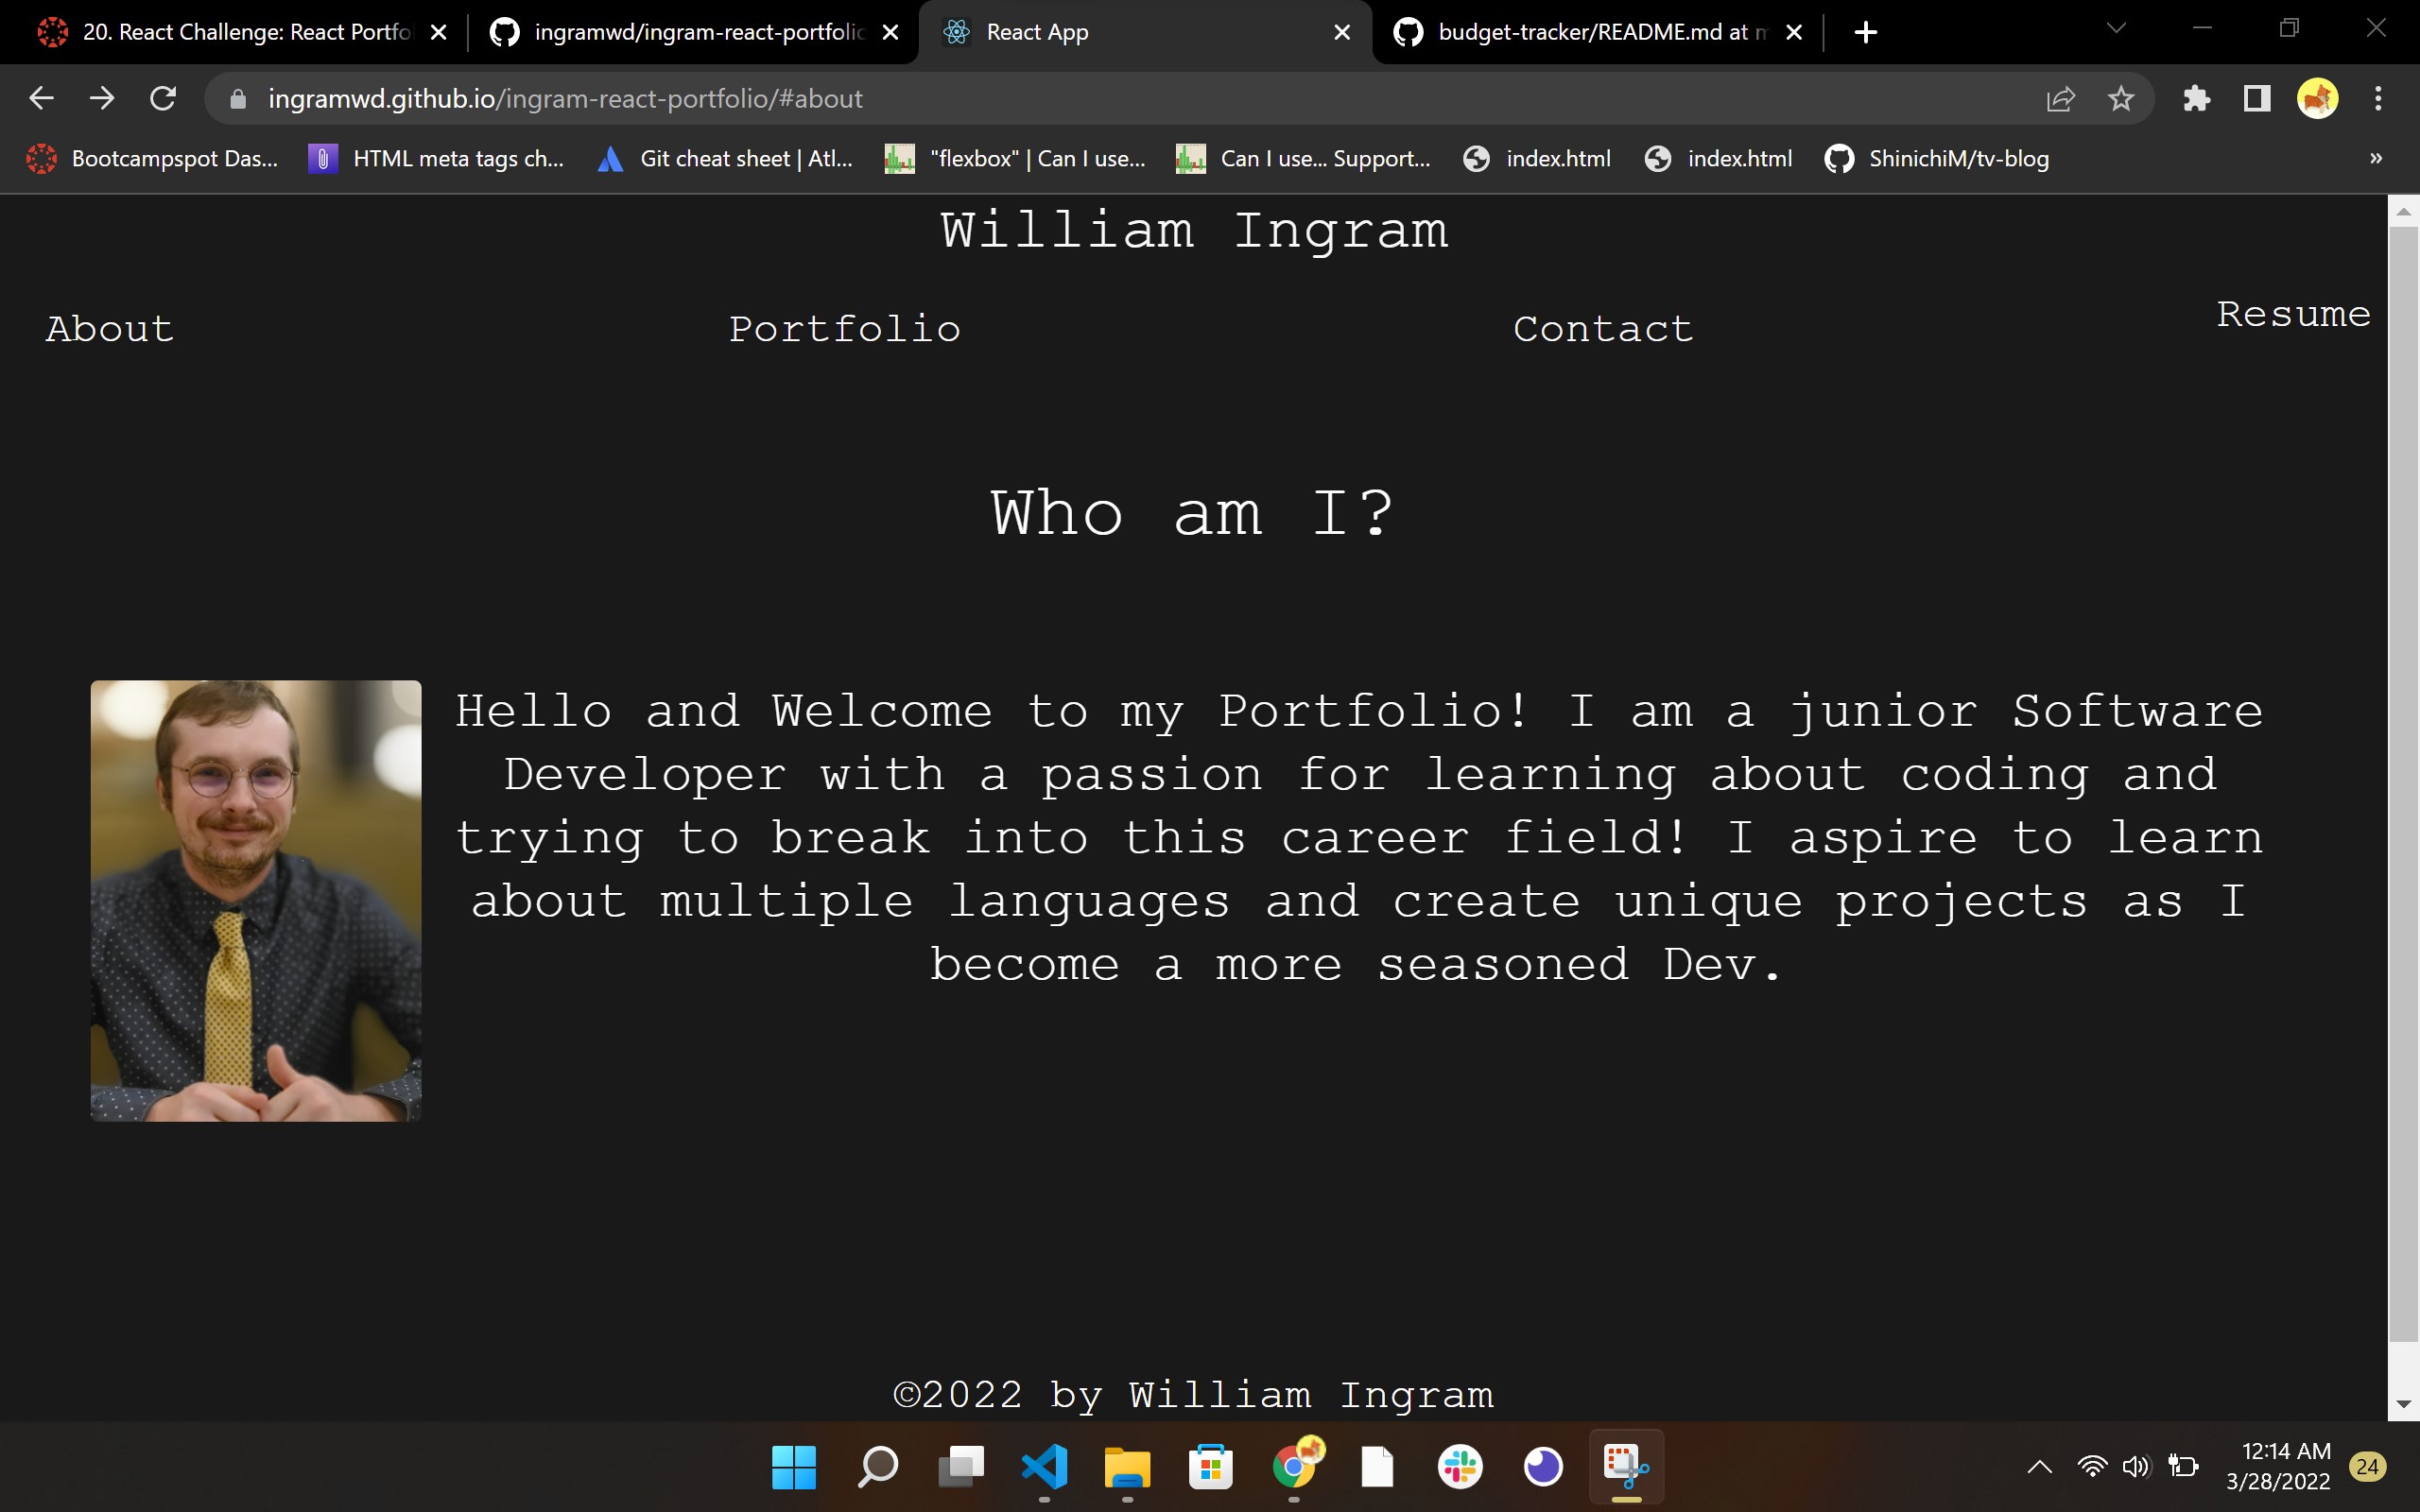 20. React Challenge: React Portfo
ingramwd/ingram-react-portfolio
React App
budget-tracker/README.md at m
ingramwd.github.io/ingram-react-portfolio/#about
Bootcampspot Das...
HTML meta tags ch...
Git cheat sheet | Atl...
"flexbox" | Can I use...
Can I use... Support...
index.html
index.html
ShinichiM/tv-blog
»
William Ingram
About
Portfolio
Contact
Resume
Who am I?
Hello and Welcome to my Portfolio! I am a junior Software
Developer with a passion for learning about coding and
trying to break into this career field! I aspire to learn
about multiple languages and create unique projects as I
become a more seasoned Dev.
©2022 by William Ingram
12:14 AM
3/28/2022
24